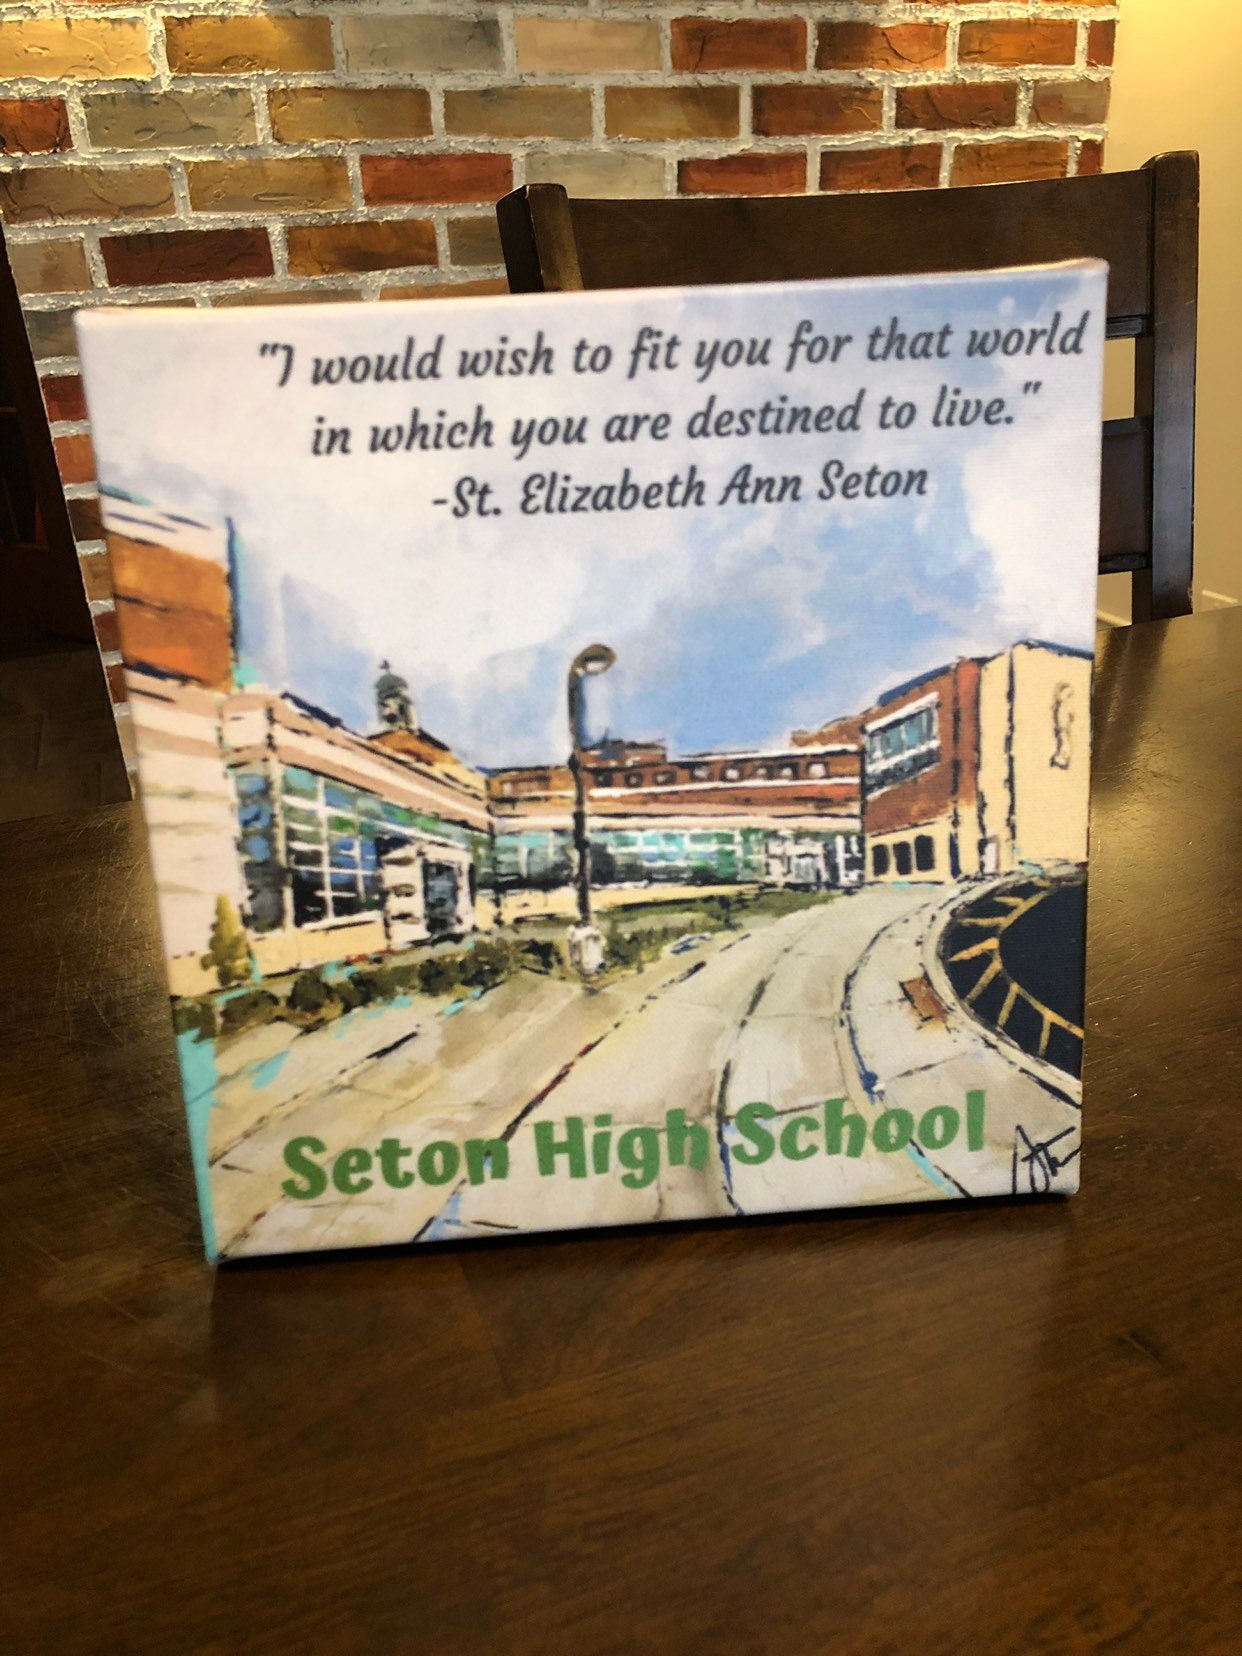 "I would wish to fit you for that world
in which you are destined to live."
-St. Elizabeth Ann Seton
Seton High School